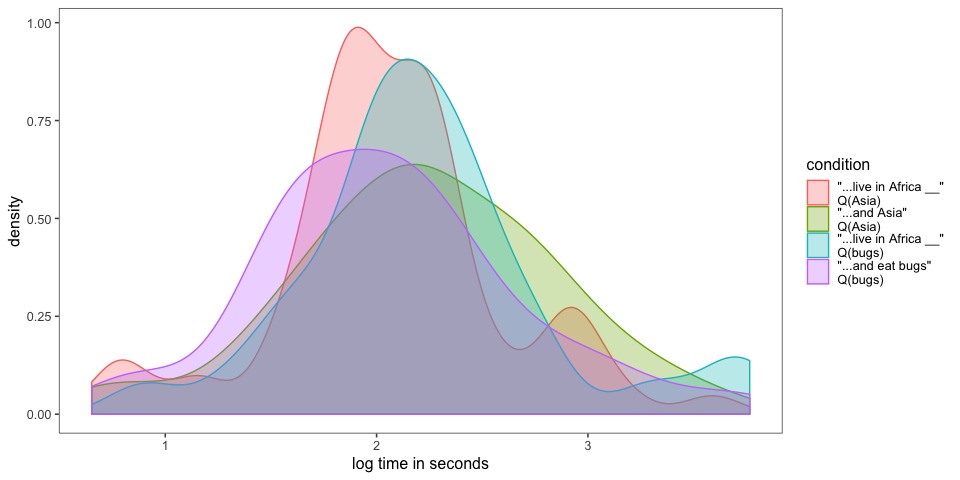 1.00
0.75
0.50
0.25
0.00
density
1
2
3
log time in seconds
condition
"...live in Africa __"
Q(Asia)
"...and Asia"
Q(Asia)
"...live in Africa __"
Q(bugs)
"...and eat bugs"
Q(bugs)